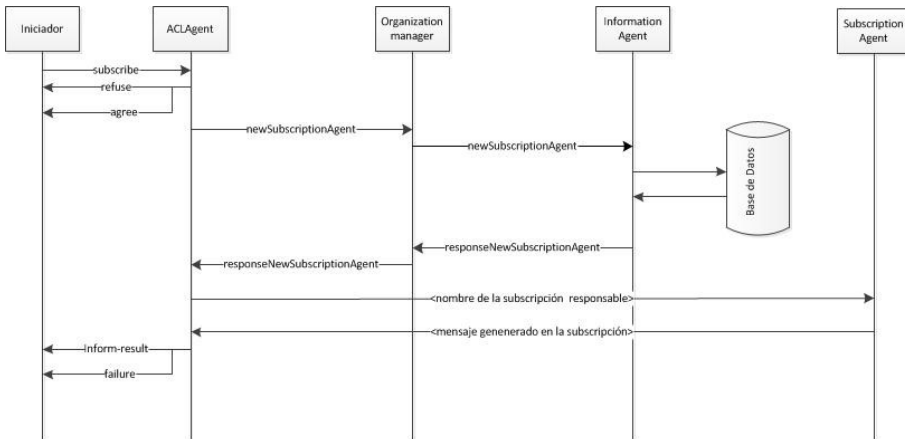 Iniciador
ACLAgent
Organization
manager
Information
Agent
Subscription
Agent
subscribe
refuse
agree
newSubscriptionAgent
newSubscriptionAgent
Base de Datos
responseNewSubscriptionAgent
responseNewSubscriptionAgent
<nombre de la subscripción responsable>
<mensaje genenerado en la subscripción>
Inform-result
failure